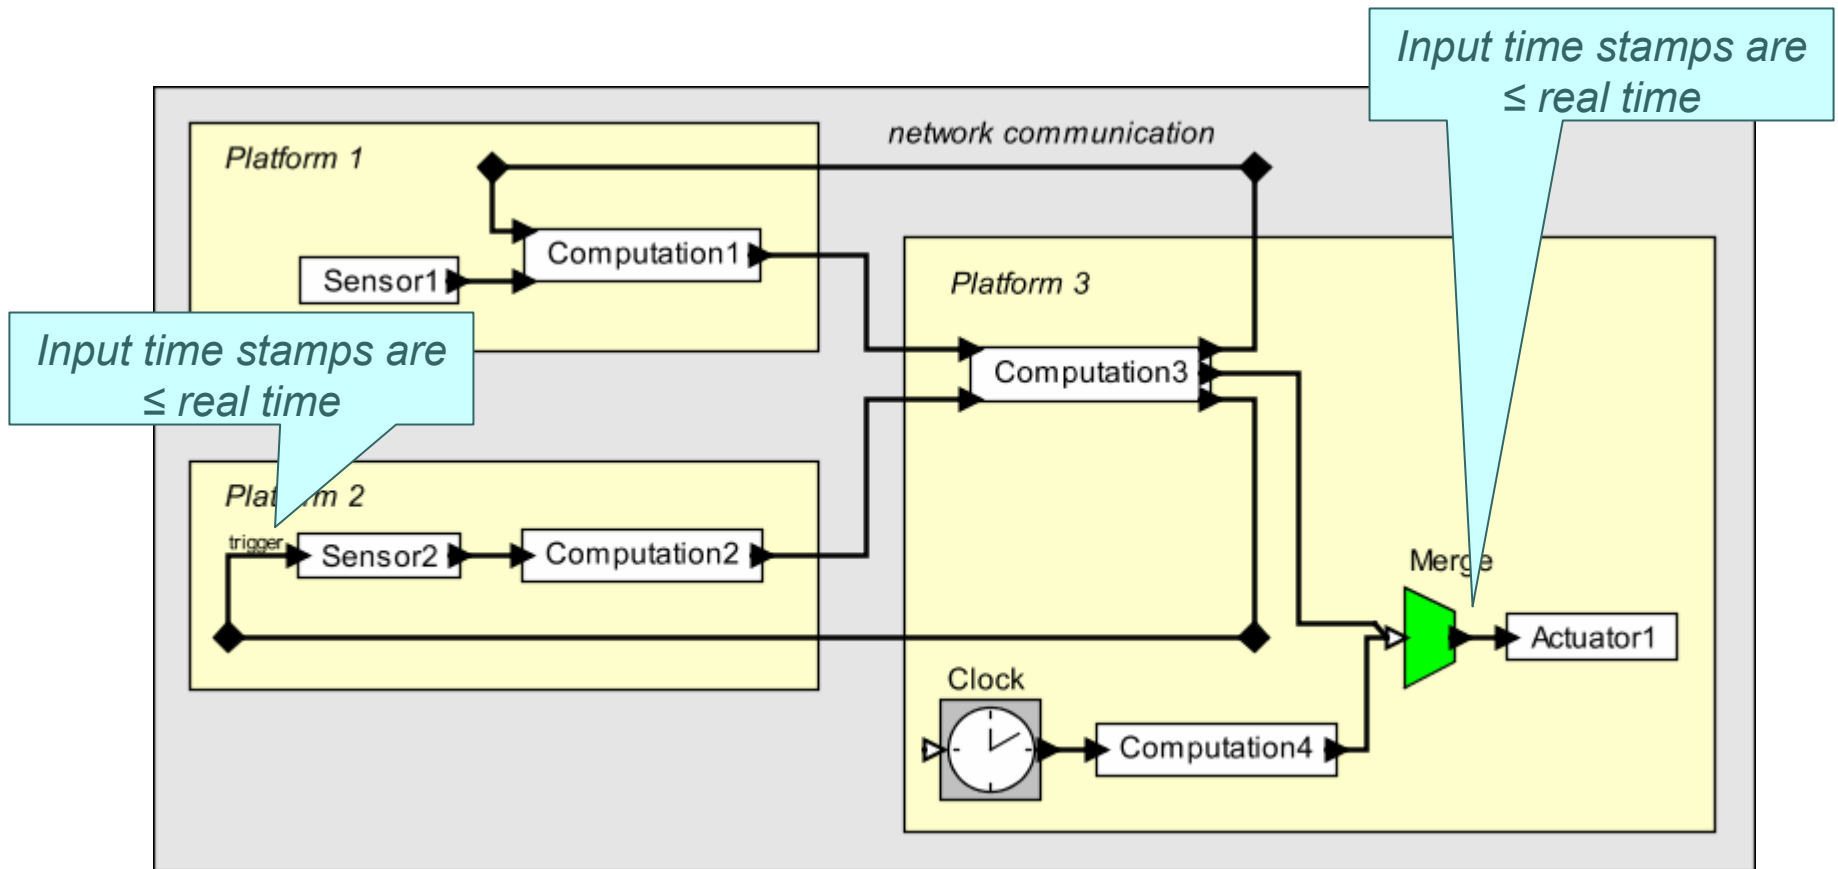 Input time stamps are
≤ real time
network communication
Platform 1
Computation1
Sensor1
Platform 3
Input time stamps are
≤ real time
Computation3
Platform 2
trigger
Sensor2
Computation2
Merge
Actuator1
Clock
Computation4